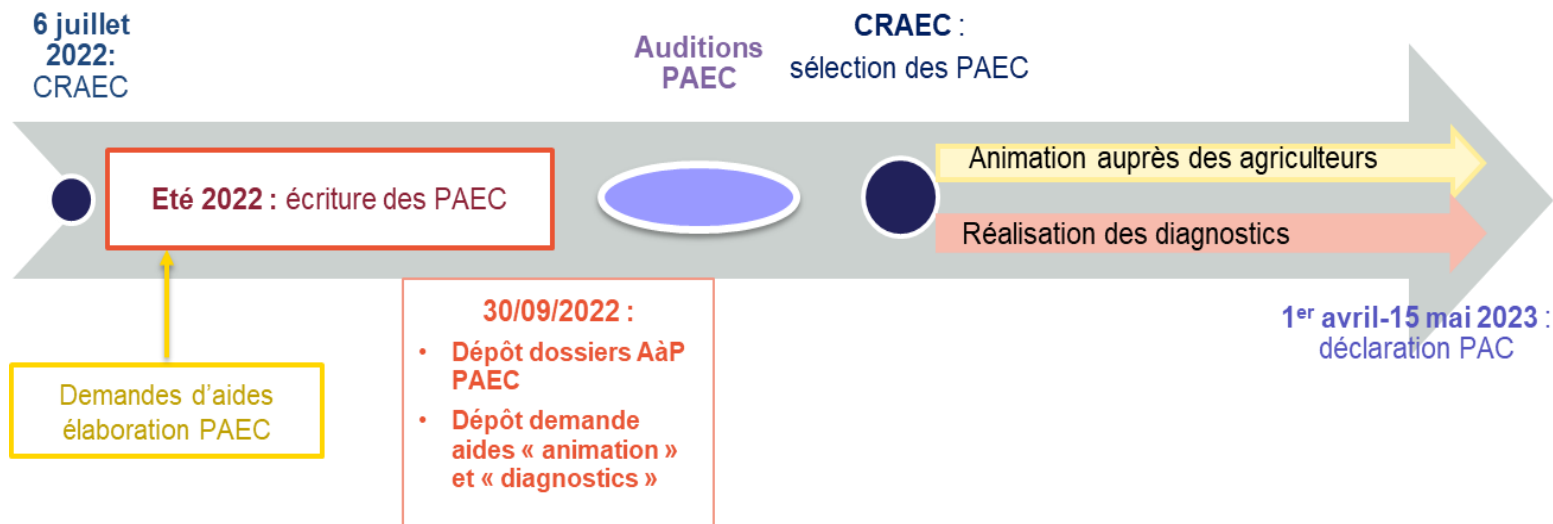 6 juillet
2022:
CRAEC
Auditions
PAEC
CRAEC :
sélection des PAEC
Eté 2022 : écriture des PAEC
Animation auprès des agriculteurs
Réalisation des diagnostics
Demandes d'aides
élaboration PAEC
30/09/2022 :
• Dépôt dossiers AàP
PAEC
• Dépôt demande
aides « animation »
et « diagnostics »
1er avril-15 mai 2023 :
déclaration PAC